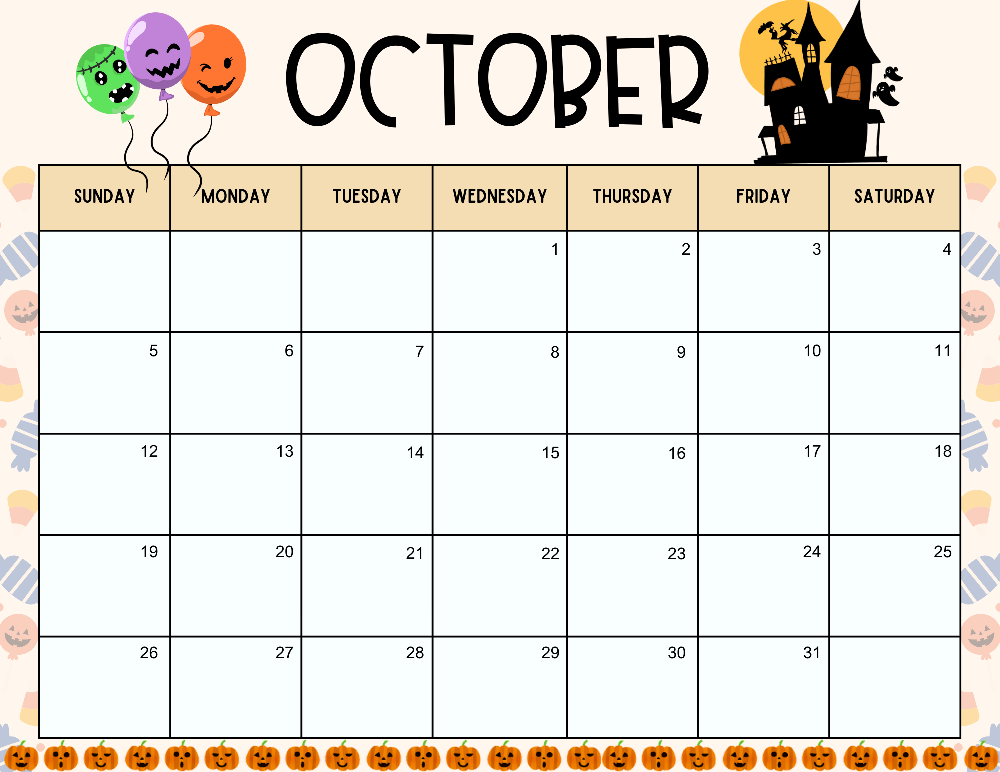 OCTOBER
SUNDAY MONDAY TUESDAY WEDNESDAY THURSDAY FRIDAY SATURDAY
1 2 3 4
5 6 7 8 9 10 11
12 13 14 15 16 17 18
19 20 21 22 23 24 25
26 27 28 29 30 31